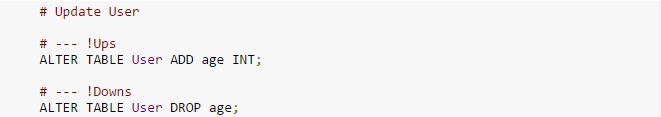 # Update User
# --- !Ups
ALTER TABLE User ADD age INT;
# --- !Downs
ALTER TABLE User DROP age;